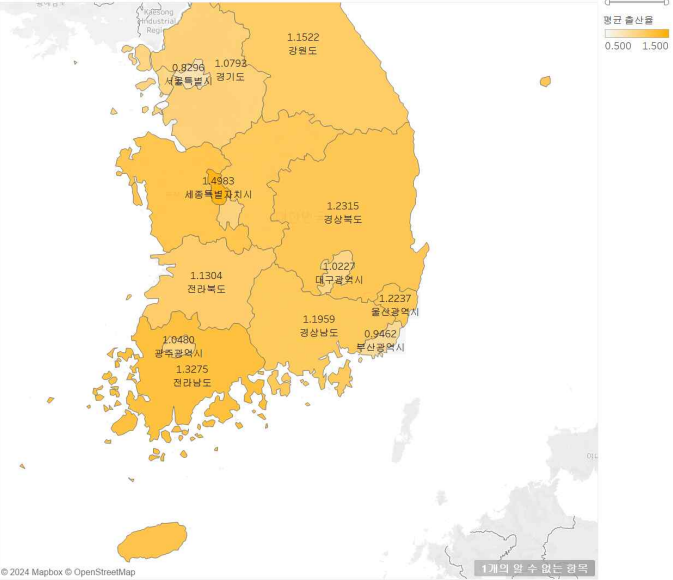 Kaesong
Industrial
Regi
평균 출산율
0.500 1.500
1.1522
강원도
1.0793
경기도
0.8296
서울특별시
1.4983
세종특별자치시
1.2315
경상북도
1.0227
대구광역시
1.1304
전라북도
1.2237
울산광역시
1.1959
경상남도
0.9462
부산광역시
1.0480
광주광역시
1.3275
전라남도
© 2024 Mapbox © OpenStreetMap
1개의 알 수 없는 항목